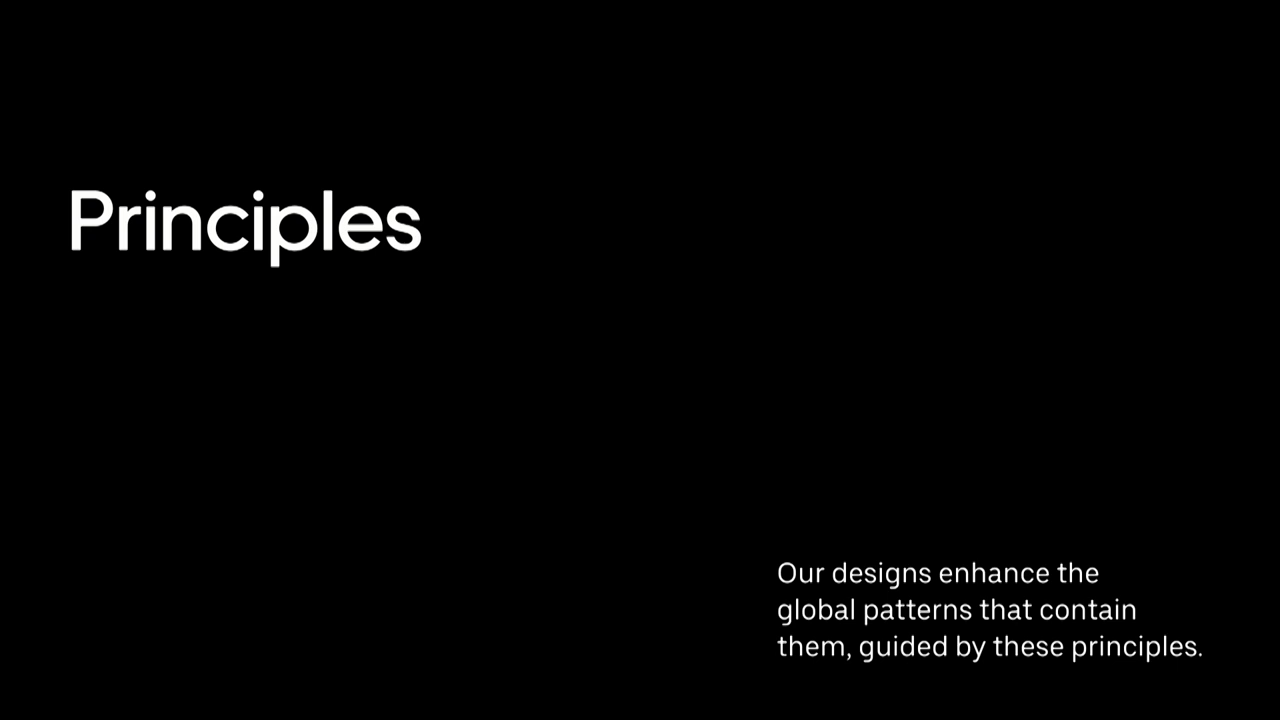 Principles
Our designs enhance the
global patterns that contain
them, guided by these principles.